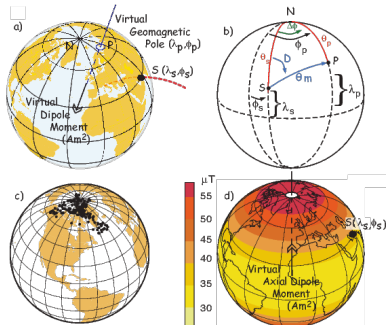 a)
Virtual
Geomagnetic
Pole (λp,ϕp)
N
P
S (λs,ϕs)
Virtual
Dipole
Moment
(Am²)
b)
N
Δϕ
ϕp
θp
θs
D
P
θm
S
λp
ϕs
λs
c)
μT
55
50
45
40
35
30
d)
S(λs,ϕs)
Virtual
Axial Dipole
Moment
(Am²)